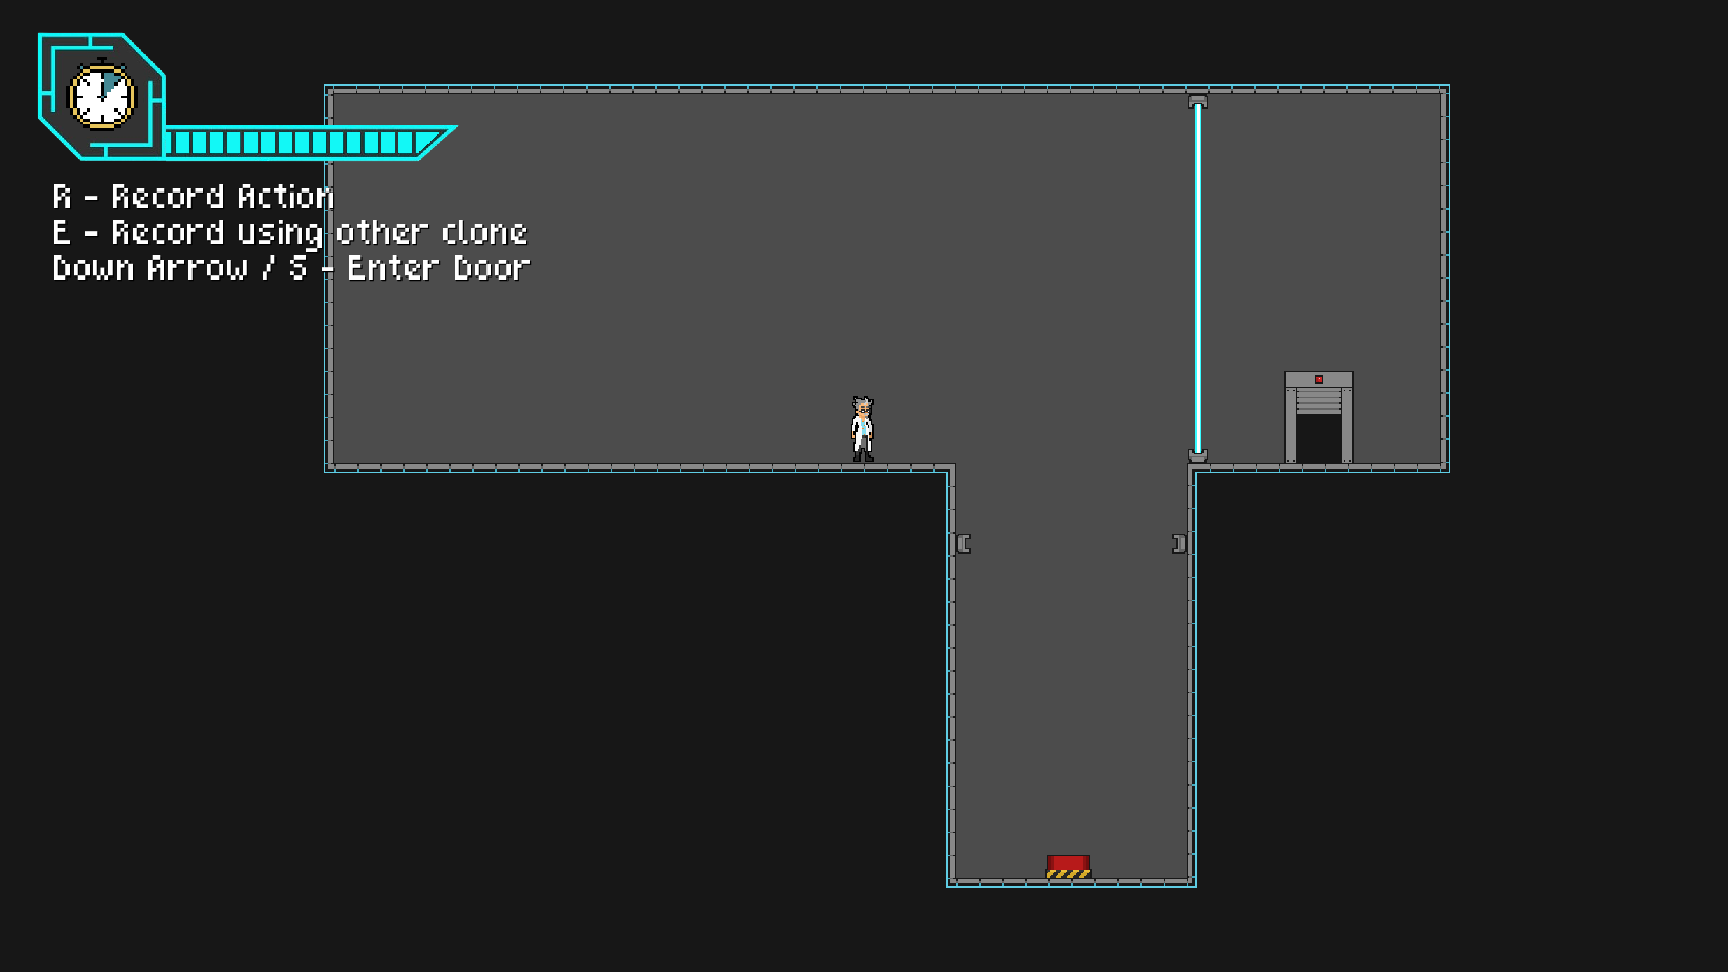 R - Record Action
E - Record using other clone
Down Arrow / S - Enter Door